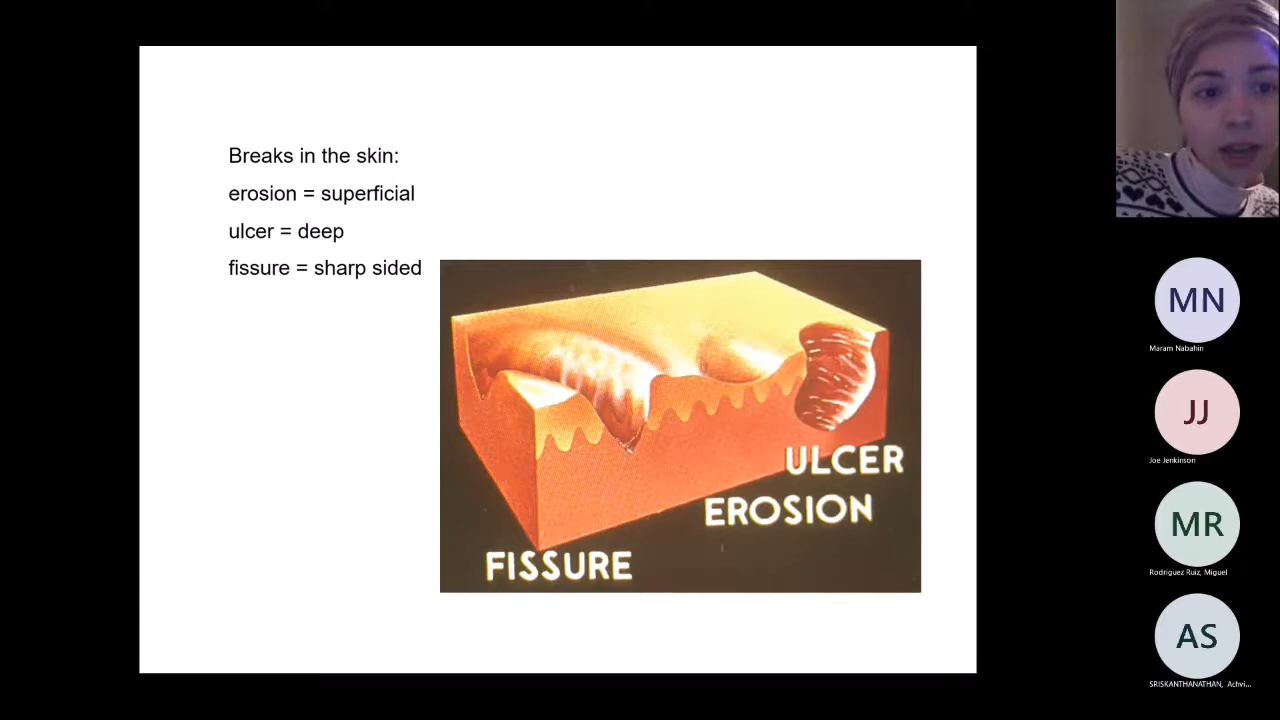 Breaks in the skin:
erosion = superficial
ulcer = deep
fissure = sharp sided
ULCER
EROSION
FISSURE
MN
Maram Nabahin
JJ
Joe Jenkinson
MR
Rodriguez Ruiz, Miguel
AS
SRISKANTHANATHAN, Achvi...